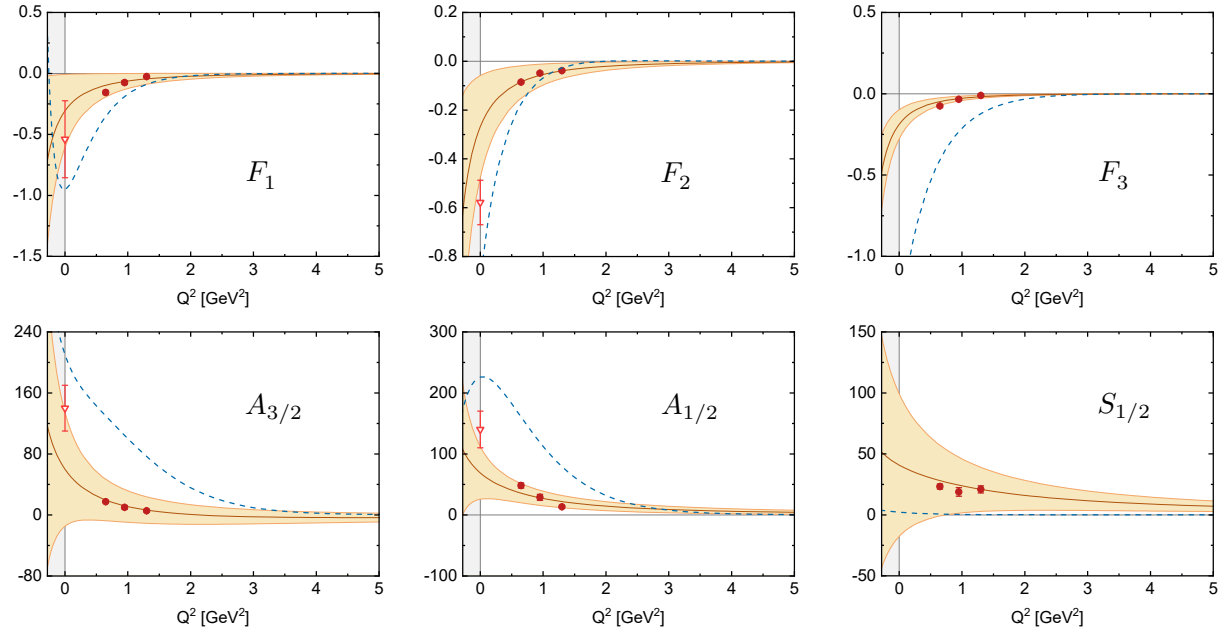 0.5
0.0
-0.5
-1.0
-1.5
0 1 2 3 4 5
F1
Q² [GeV²]
0.2
0.0
-0.2
-0.4
-0.6
-0.8
0 1 2 3 4 5
F2
Q² [GeV²]
0.5
0.0
-0.5
-1.0
0 1 2 3 4 5
F3
Q² [GeV²]
240
160
80
0
-80
0 1 2 3 4 5
A3/2
Q² [GeV²]
300
200
100
0
-100
0 1 2 3 4 5
A1/2
Q² [GeV²]
150
100
50
0
-50
0 1 2 3 4 5
S1/2
Q² [GeV²]